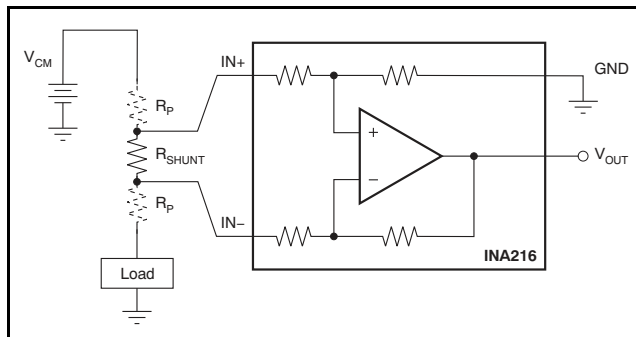 V_CM
IN+
GND
R_P
R_SHUNT
+
V_OUT
−
R_P
IN−
INA216
Load